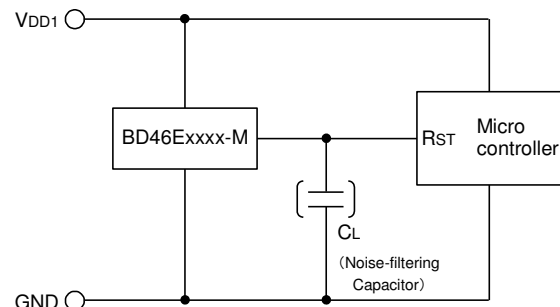 VDD1
BD46Exxxx-M
RST
Micro
controller
CL
(Noise-filtering
Capacitor)
GND